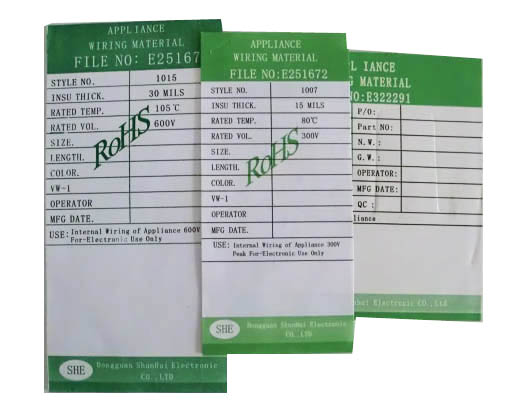 APPLIANCE
WIRING MATERIAL
FILE NO: E25167
STYLE NO. 1015
INSU THICK. 30 MILS
RATED TEMP. 105℃
RATED VOL. 600V
SIZE.
LENGTH.
COLOR.
VW-1
OPERATOR
MFG DATE.
RoHS
USE: Internal Wiring of Appliance 600V
For-Electronic Use Only
SHE
Dongguan ShunHui Electronic
CO.,LTD
APPLIANCE
WIRING MATERIAL
FILE NO:E251672
STYLE NO. 1007
INSU THICK. 15 MILS
RATED TEMP. 80℃
RATED VOL. 300V
SIZE.
LENGTH.
COLOR.
VW-1
OPERATOR
MFG DATE.
RoHS
USE: Internal Wiring of Appliance 300V
Peak For-Electronic Use Only
SHE
Dongguan ShunHui Electronic
CO.,LTD
L IANCE
G MATERIAL
NO:E322291
P/O:
Part NO:
N.W.:
G.W.:
OPERATOR:
MFG DATE:
QC :
liance
Electronic CO.,Ltd